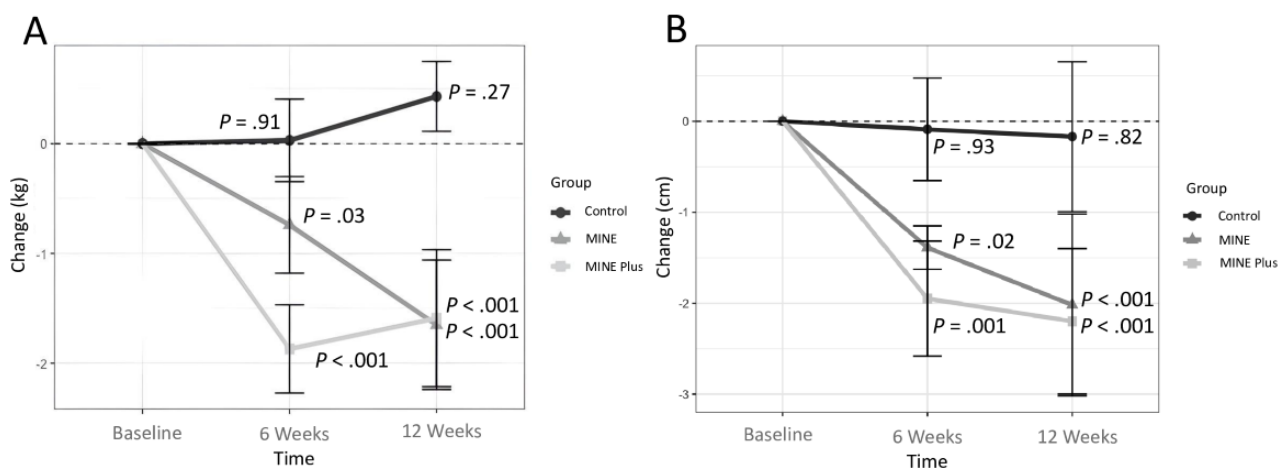 A
Change (kg)
0
-1
-2
P = .91
P = .27
P = .03
P < .001
P < .001
P < .001
Baseline
6 Weeks
12 Weeks
Time
Group
Control
MINE
MINE Plus
B
Change (cm)
0
-1
-2
-3
P = .93
P = .82
P = .02
P < .001
P = .001
P < .001
Baseline
6 Weeks
12 Weeks
Time
Group
Control
MINE
MINE Plus